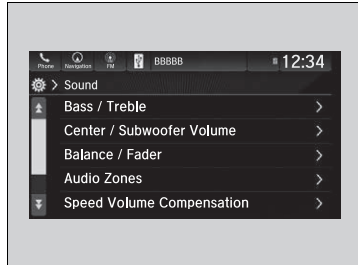 Phone Navigation FM BBBBB 12:34
> Sound
Bass / Treble
Center / Subwoofer Volume
Balance / Fader
Audio Zones
Speed Volume Compensation